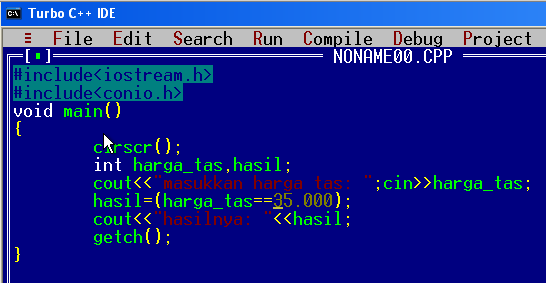 Turbo C++ IDE
≡ File Edit Search Run Compile Debug Project
[■] NONAME00.CPP
#include<iostream.h>
#include<conio.h>
void main()
{
clrscr();
int harga_tas,hasil;
cout<<"masukkan harga tas: ";cin>>harga_tas;
hasil=(harga_tas==35.000);
cout<<"hasilnya: "<<hasil;
getch();
}